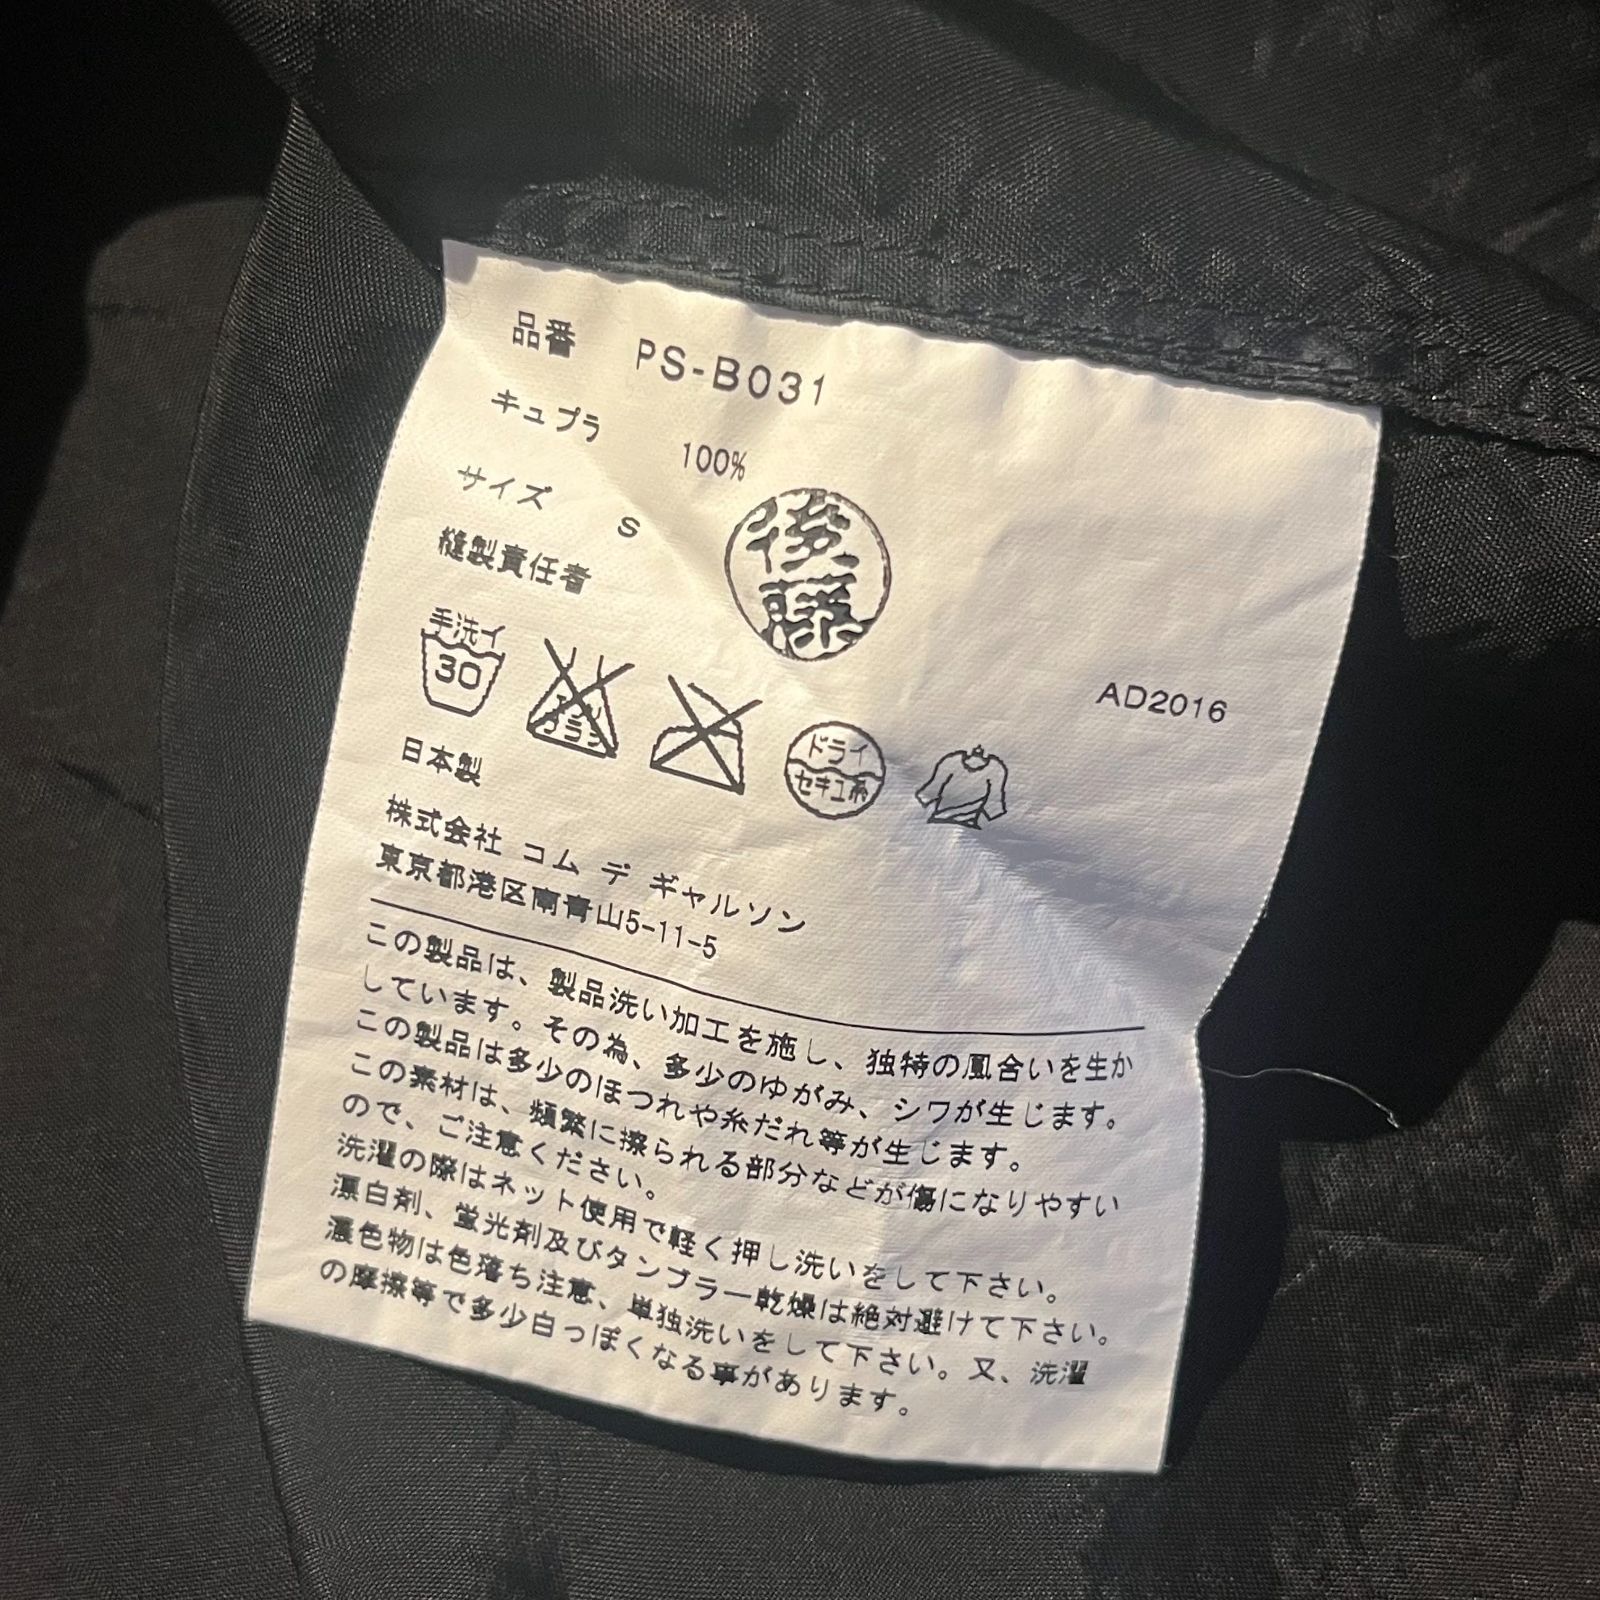 品番 PS-B031
キュプラ 100%
サイズ S
縫製責任者 後藤
AD2016
手洗イ
30
エンソ
サラシ
ドライ
セキユ系
日本製
株式会社 コム デ ギャルソン
東京都港区南青山5-11-5
この製品は、製品洗い加工を施し、独特の風合いを生か
しています。その為、多少のゆがみ、シワが生じます。
この製品は多少のほつれや糸だれ等が生じます。
この素材は、頻繁に擦られる部分などが傷になりやすい
ので、ご注意ください。
洗濯の際はネット使用で軽く押し洗いをして下さい。
漂白剤、蛍光剤及びタンブラー乾燥は絶対避けて下さい。
濃色物は色落ち注意、単独洗いをして下さい。又、洗濯
の摩擦等で多少白っぽくなる事があります。